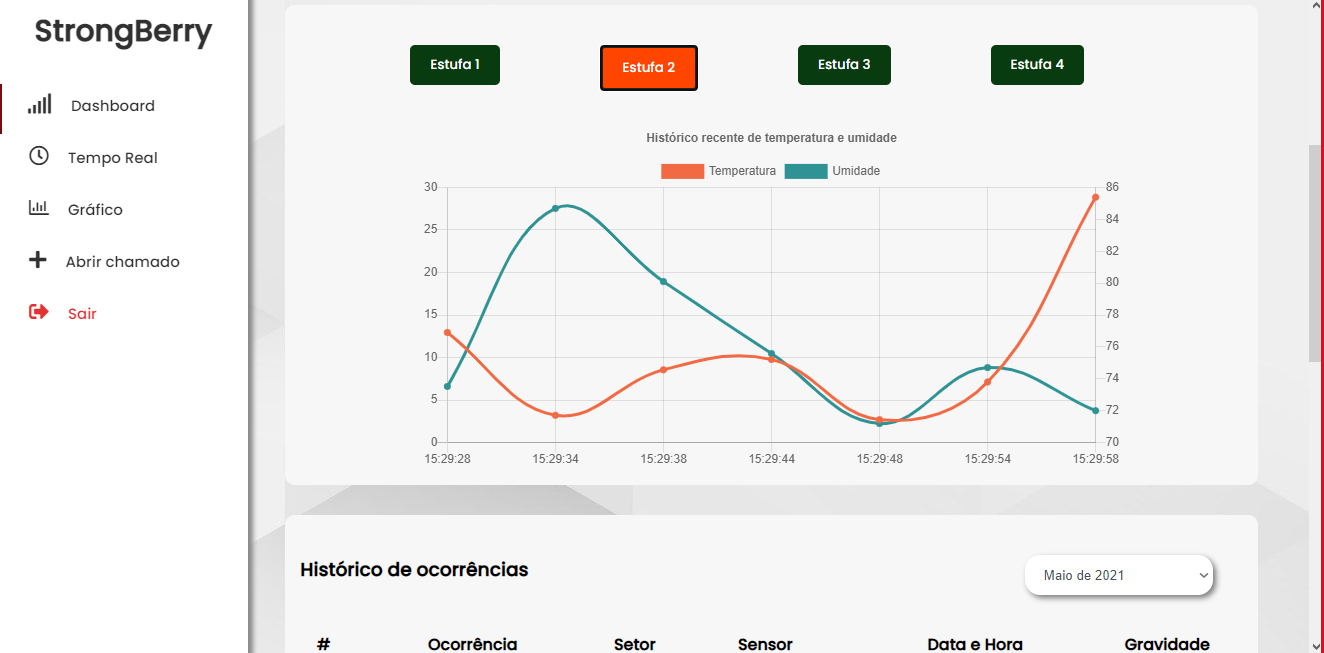 StrongBerry
Dashboard
Tempo Real
Gráfico
Abrir chamado
Sair
Estufa 1 Estufa 2 Estufa 3 Estufa 4
Histórico recente de temperatura e umidade
Temperatura Umidade
30 86
84
25
82
20 80
15 78
76
10
74
5
72
0 70
15:29:28 15:29:34 15:29:38 15:29:44 15:29:48 15:29:54 15:29:58
Histórico de ocorrências
Maio de 2021
# Ocorrência Setor Sensor Data e Hora Gravidade